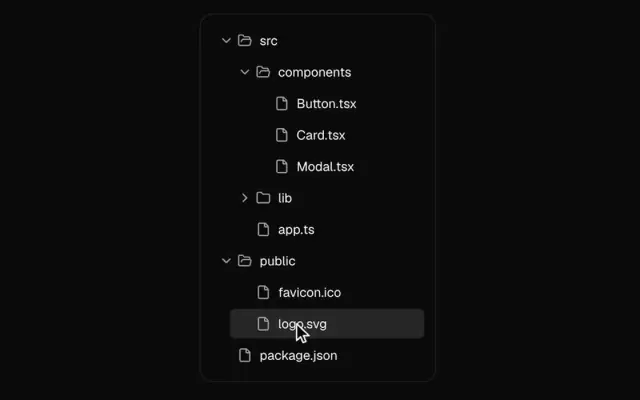 src
components
Button.tsx
Card.tsx
Modal.tsx
lib
app.ts
public
favicon.ico
logo.svg
package.json